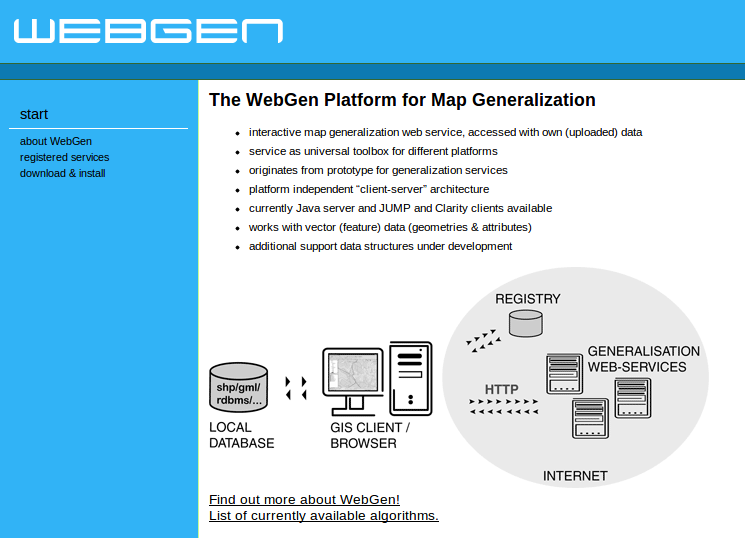 WEBGEN
start
about WebGen
registered services
download & install
The WebGen Platform for Map Generalization
interactive map generalization web service, accessed with own (uploaded) data
service as universal toolbox for different platforms
originates from prototype for generalization services
platform independent “client-server” architecture
currently Java server and JUMP and Clarity clients available
works with vector (feature) data (geometries & attributes)
additional support data structures under development
REGISTRY
GENERALISATION
WEB-SERVICES
shp/gml/
rdbms/...
HTTP
LOCAL
DATABASE
GIS CLIENT /
BROWSER
INTERNET
Find out more about WebGen!
List of currently available algorithms.